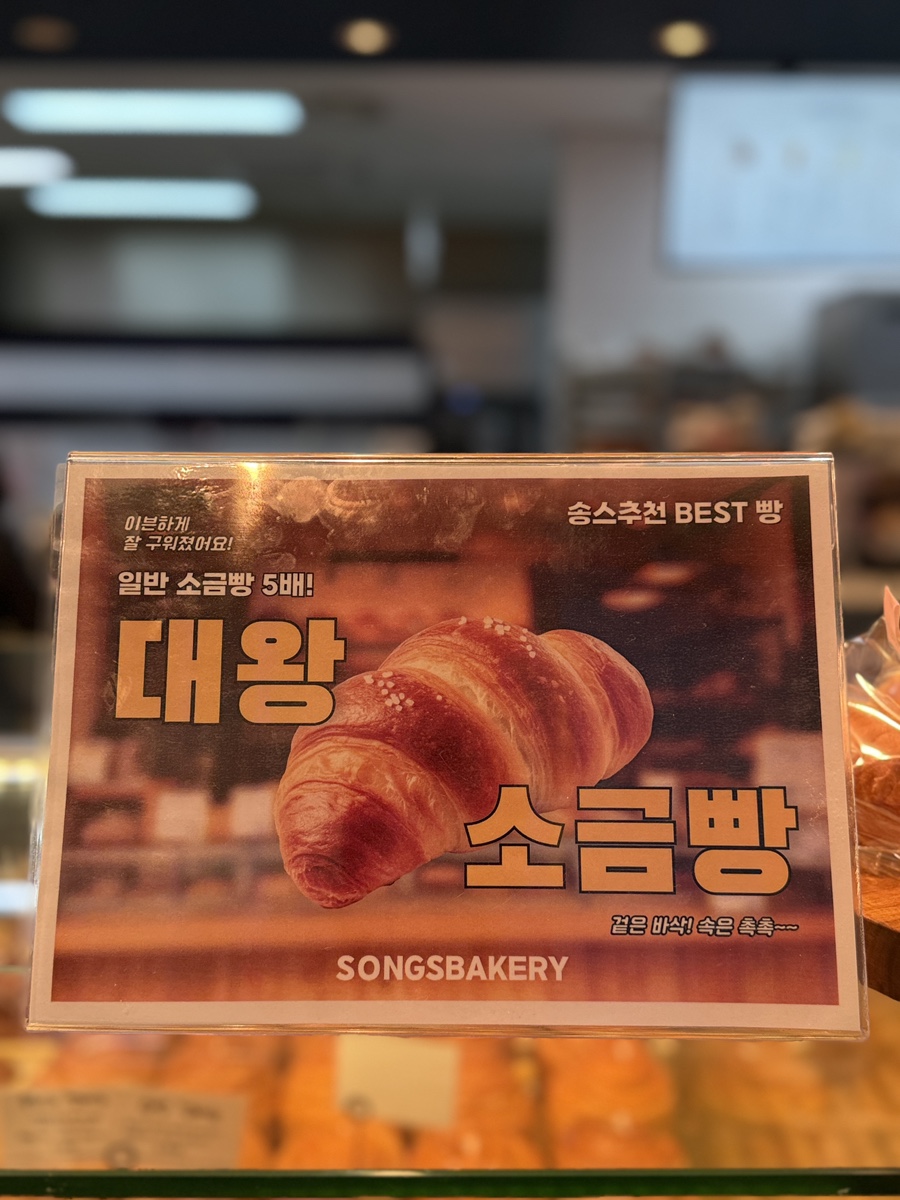 이븐하게
잘 구워졌어요!
송스추천 BEST 빵
일반 소금빵 5배!
대왕
소금빵
겉은 바삭! 속은 촉촉~~
SONGSBAKERY